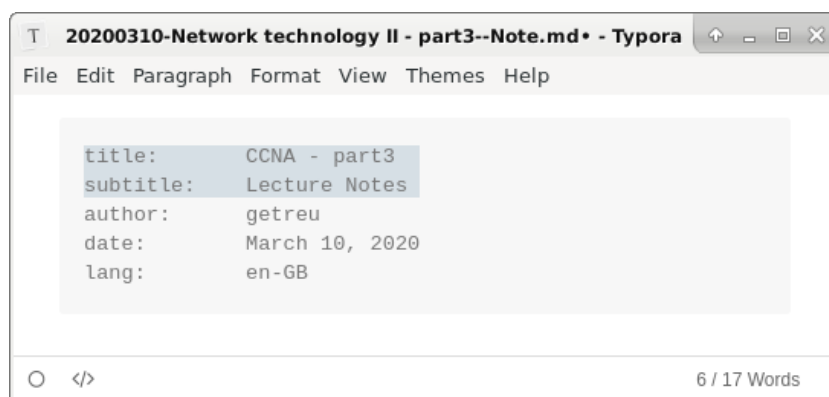 T 20200310-Network technology II - part3--Note.md• - Typora
File Edit Paragraph Format View Themes Help
title: CCNA - part3
subtitle: Lecture Notes
author: getreu
date: March 10, 2020
lang: en-GB
</> 6 / 17 Words